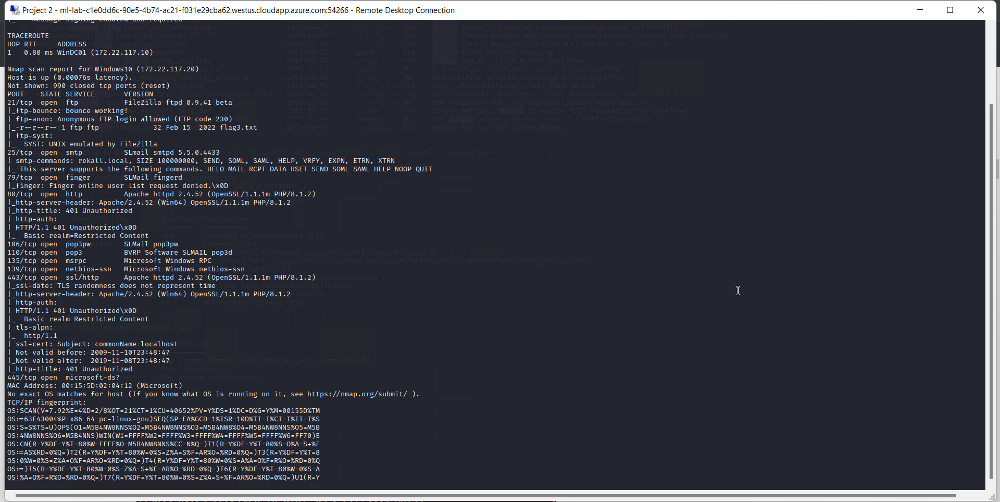 Project 2 - ml-lab-c1e0dd6c-90e5-4b74-ac21-f031e29cba62.westus.cloudapp.azure.com:54266 - Remote Desktop Connection
|_    Message signing enabled and required
TRACEROUTE
HOP RTT     ADDRESS
1   0.80 ms WinDC01 (172.22.117.10)
Nmap scan report for Windows10 (172.22.117.20)
Host is up (0.00076s latency).
Not shown: 990 closed tcp ports (reset)
PORT    STATE SERVICE       VERSION
21/tcp  open  ftp           FileZilla ftpd 0.9.41 beta
|_ftp-bounce: bounce working!
| ftp-anon: Anonymous FTP login allowed (FTP code 230)
|_-r--r--r-- 1 ftp ftp             32 Feb 15  2022 flag3.txt
| ftp-syst:
|_  SYST: UNIX emulated by FileZilla
25/tcp  open  smtp          SLmail smtpd 5.5.0.4433
| smtp-commands: rekall.local, SIZE 100000000, SEND, SOML, SAML, HELP, VRFY, EXPN, ETRN, XTRN
|_ This server supports the following commands. HELO MAIL RCPT DATA RSET SEND SOML SAML HELP NOOP QUIT
79/tcp  open  finger        SLMail fingerd
|_finger: Finger online user list request denied.\x0D
80/tcp  open  http          Apache httpd 2.4.52 (OpenSSL/1.1.1m PHP/8.1.2)
|_http-server-header: Apache/2.4.52 (Win64) OpenSSL/1.1.1m PHP/8.1.2
|_http-title: 401 Unauthorized
| http-auth:
| HTTP/1.1 401 Unauthorized\x0D
|_  Basic realm=Restricted Content
106/tcp open  pop3pw        SLMail pop3pw
110/tcp open  pop3          BVRP Software SLMAIL pop3d
135/tcp open  msrpc         Microsoft Windows RPC
139/tcp open  netbios-ssn   Microsoft Windows netbios-ssn
443/tcp open  ssl/http      Apache httpd 2.4.52 (OpenSSL/1.1.1m PHP/8.1.2)
|_ssl-date: TLS randomness does not represent time
|_http-server-header: Apache/2.4.52 (Win64) OpenSSL/1.1.1m PHP/8.1.2
| http-auth:
| HTTP/1.1 401 Unauthorized\x0D
|_  Basic realm=Restricted Content
| tls-alpn:
|_  http/1.1
| ssl-cert: Subject: commonName=localhost
| Not valid before: 2009-11-10T23:48:47
|_Not valid after:  2019-11-08T23:48:47
|_http-title: 401 Unauthorized
445/tcp open  microsoft-ds?
MAC Address: 00:15:5D:02:04:12 (Microsoft)
No exact OS matches for host (If you know what OS is running on it, see https://nmap.org/submit/ ).
TCP/IP fingerprint:
OS:SCAN(V=7.92%E=4%D=2/8%OT=21%CT=1%CU=40652%PV=Y%DS=1%DC=D%G=Y%M=00155D%TM
OS:=63E43004%P=x86_64-pc-linux-gnu)SEQ(SP=FA%GCD=1%ISR=10D%TI=I%CI=I%II=I%S
OS:S=S%TS=U)OPS(O1=M5B4NW8NNS%O2=M5B4NW8NNS%O3=M5B4NW8%O4=M5B4NW8NNS%O5=M5B
OS:4NW8NNS%O6=M5B4NNS)WIN(W1=FFFF%W2=FFFF%W3=FFFF%W4=FFFF%W5=FFFF%W6=FF70)E
OS:CN(R=Y%DF=Y%T=80%W=FFFF%O=M5B4NW8NNS%CC=N%Q=)T1(R=Y%DF=Y%T=80%S=O%A=S+%F
OS:=AS%RD=0%Q=)T2(R=Y%DF=Y%T=80%W=0%S=Z%A=S%F=AR%O=%RD=0%Q=)T3(R=Y%DF=Y%T=8
OS:0%W=0%S=Z%A=O%F=AR%O=%RD=0%Q=)T4(R=Y%DF=Y%T=80%W=0%S=A%A=O%F=R%O=%RD=0%Q
OS:=)T5(R=Y%DF=Y%T=80%W=0%S=Z%A=S+%F=AR%O=%RD=0%Q=)T6(R=Y%DF=Y%T=80%W=0%S=A
OS:%A=O%F=R%O=%RD=0%Q=)T7(R=Y%DF=Y%T=80%W=0%S=Z%A=S+%F=AR%O=%RD=0%Q=)U1(R=Y